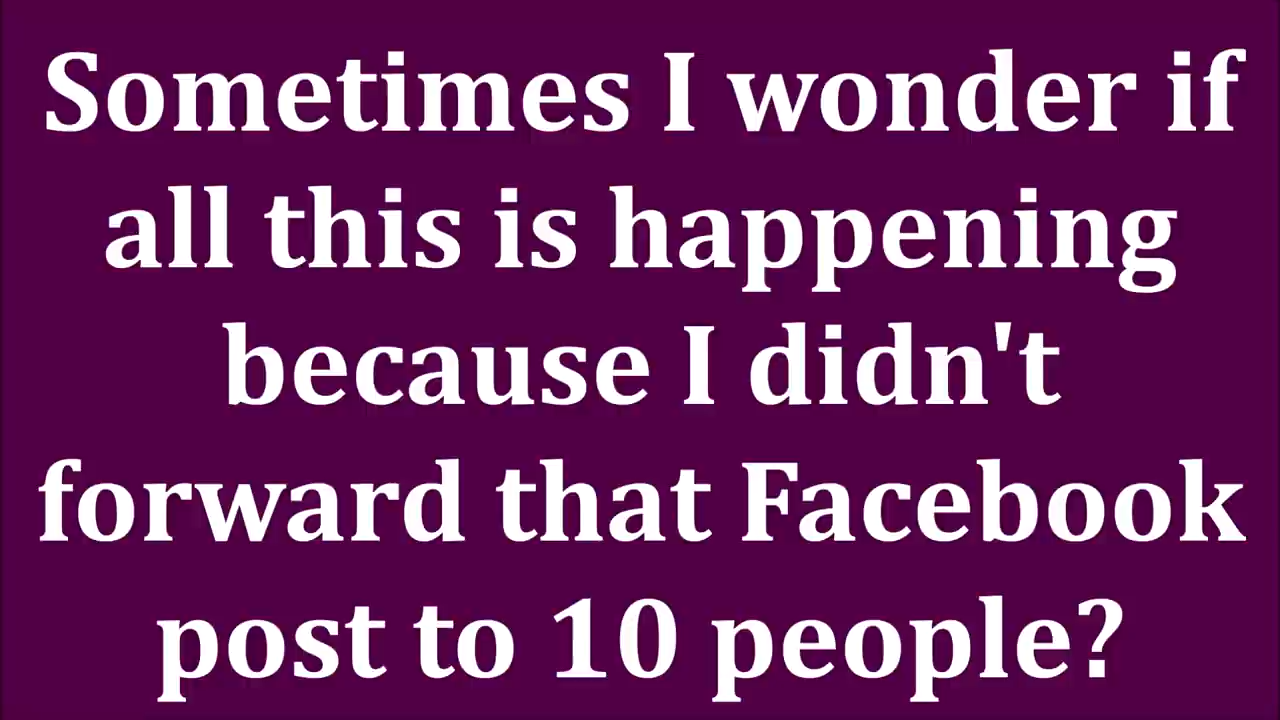 Sometimes I wonder if
all this is happening
because I didn't
forward that Facebook
post to 10 people?